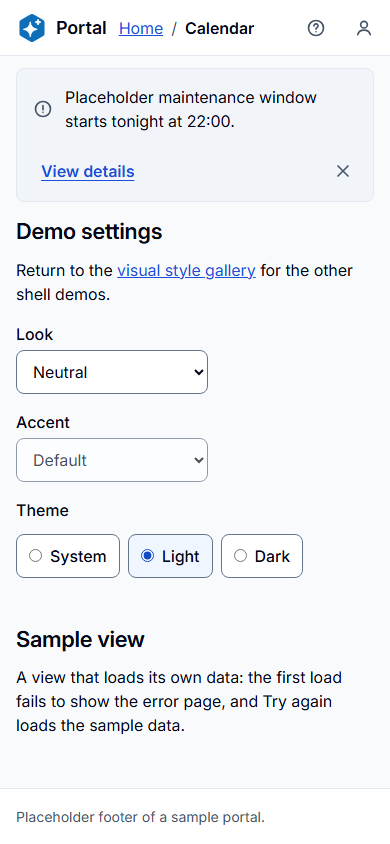 Portal Home / Calendar
Placeholder maintenance window
starts tonight at 22:00.
View details
Demo settings
Return to the visual style gallery for the other
shell demos.
Look
Neutral
Accent
Default
Theme
System Light Dark
Sample view
A view that loads its own data: the first load
fails to show the error page, and Try again
loads the sample data.
Placeholder footer of a sample portal.